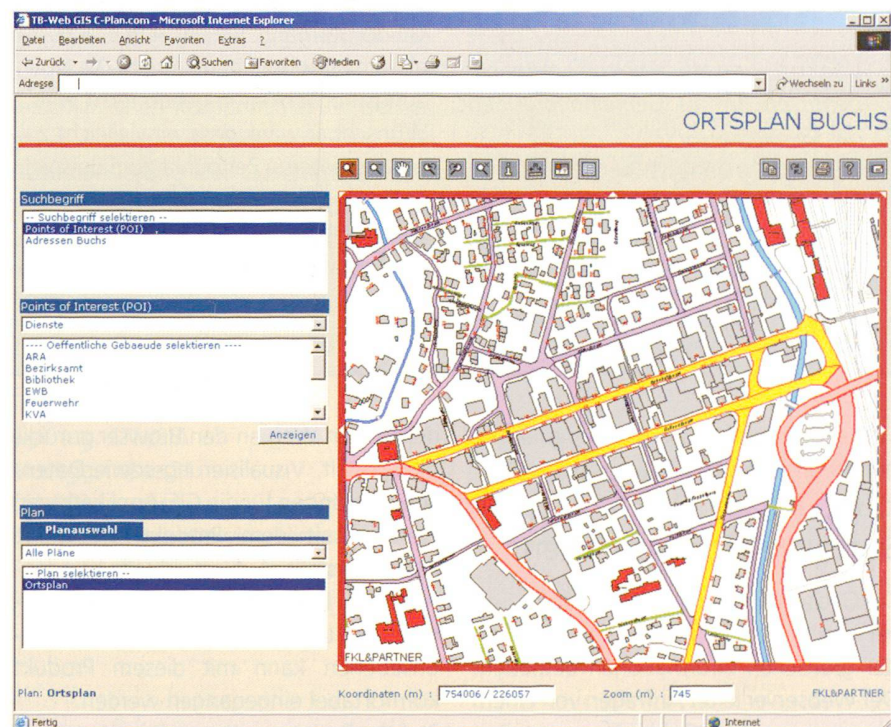 TB-Web GIS C-Plan.com - Microsoft Internet Explorer
Datei Bearbeiten Ansicht Favoriten Extras ?
Zurück Suchen Favoriten Medien
Adresse Wechseln zu Links »
ORTSPLAN BUCHS
Suchbegriff
-- Suchbegriff selektieren --
Points of Interest (POI)
Adressen Buchs
Points of Interest (POI)
Dienste
---- Oeffentliche Gebaeude selektieren ----
ARA
Bezirksamt
Bibliothek
EWB
Feuerwehr
KVA
Anzeigen
Plan
Planauswahl
Alle Pläne
-- Plan selektieren --
Ortsplan
FKL&PARTNER
Plan: Ortsplan
Koordinaten (m) : 754006 / 226057
Zoom (m) : 745
FKL&PARTNER
Fertig
Internet